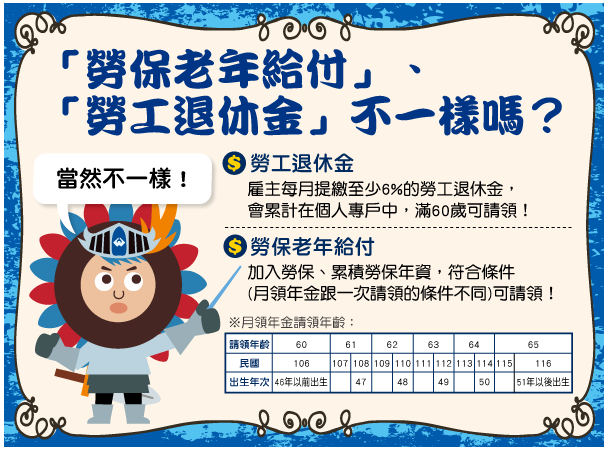 「勞保老年給付」、
「勞工退休金」不一樣嗎？
當然不一樣！
$ 勞工退休金
雇主每月提繳至少6%的勞工退休金，
會累計在個人專戶中，滿60歲可請領！
$ 勞保老年給付
加入勞保、累積勞保年資，符合條件
(月領年金跟一次請領的條件不同)可請領！
※月領年金請領年齡：
請領年齡 60 61 62 63 64 65
民國 106 107 108 109 110 111 112 113 114 115 116
出生年次 46年以前出生 47 48 49 50 51年以後出生